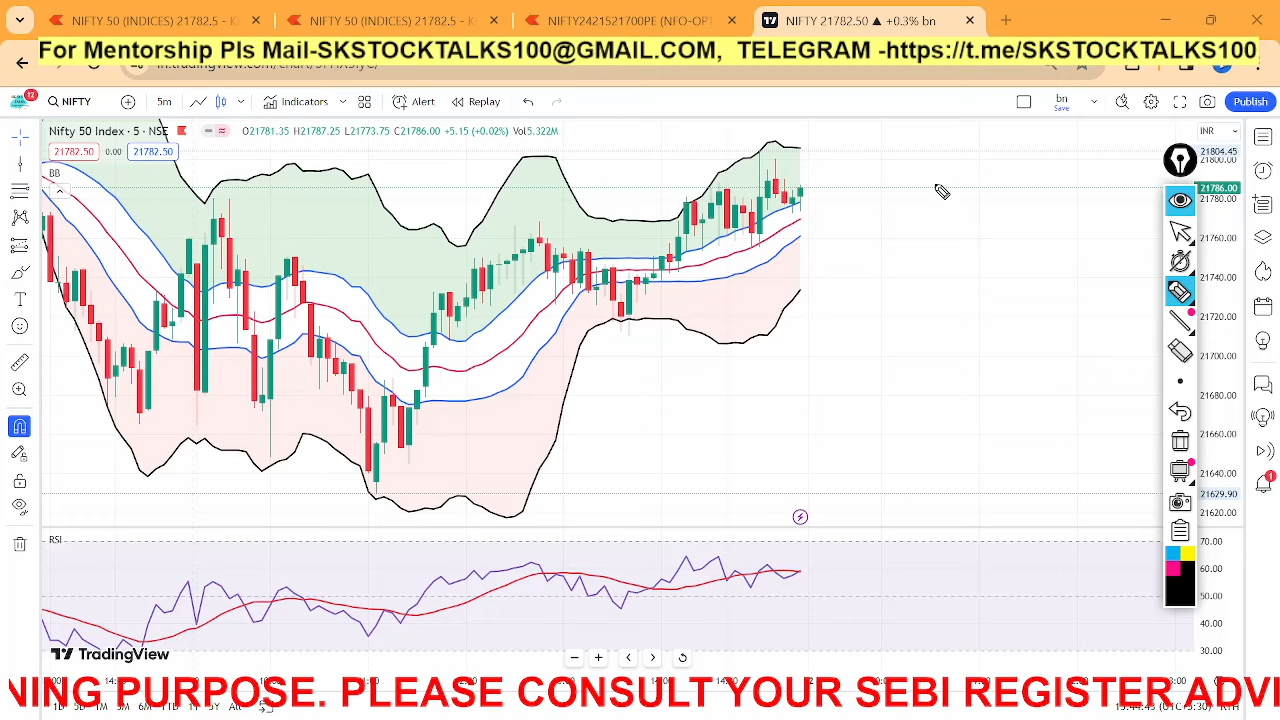 NIFTY 50 (INDICES) 21782.5 - K
NIFTY 50 (INDICES) 21782.5 - K
NIFTY2421521700PE (NFO-OPT
NIFTY 21782.50 ▲ +0.3% bn
For Mentorship Pls Mail-SKSTOCKTALKS100@GMAIL.COM, TELEGRAM -https://t.me/SKSTOCKTALKS100
12
NIFTY
5m
Indicators
Alert
Replay
bn
Save
Publish
Nifty 50 Index · 5 · NSE
O21781.35 H21787.25 L21773.75 C21786.00 +5.15 (+0.02%) Vol5.322M
INR
21782.50 0.00 21782.50
BB
21804.45
21800.00
21786.00
21780.00
21760.00
21740.00
21720.00
21700.00
21680.00
21660.00
21640.00
21629.90
21620.00
RSI
70.00
60.00
50.00
40.00
30.00
1
TradingView
NING PURPOSE. PLEASE CONSULT YOUR SEBI REGISTER ADVI